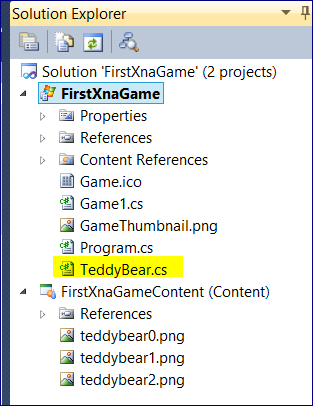 Solution Explorer
Solution 'FirstXnaGame' (2 projects)
FirstXnaGame
Properties
References
Content References
Game.ico
Game1.cs
GameThumbnail.png
Program.cs
TeddyBear.cs
FirstXnaGameContent (Content)
References
teddybear0.png
teddybear1.png
teddybear2.png